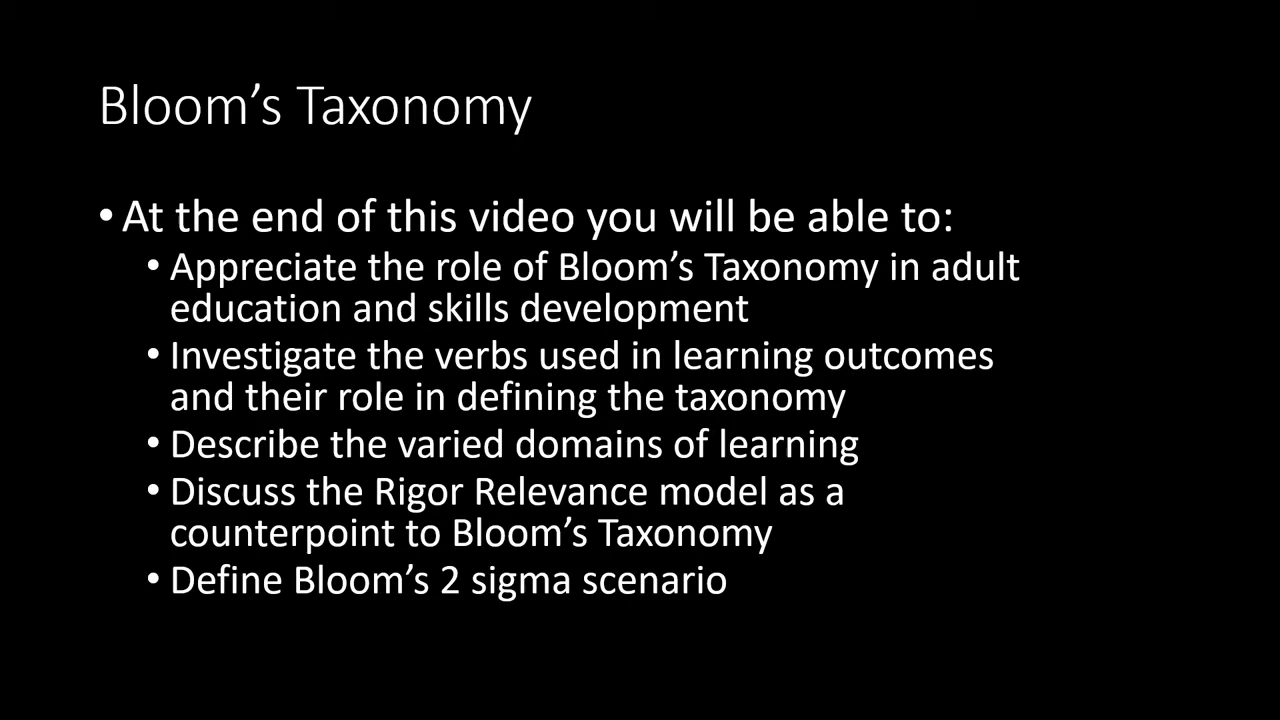 Bloom’s Taxonomy
• At the end of this video you will be able to:
• Appreciate the role of Bloom’s Taxonomy in adult
education and skills development
• Investigate the verbs used in learning outcomes
and their role in defining the taxonomy
• Describe the varied domains of learning
• Discuss the Rigor Relevance model as a
counterpoint to Bloom’s Taxonomy
• Define Bloom’s 2 sigma scenario